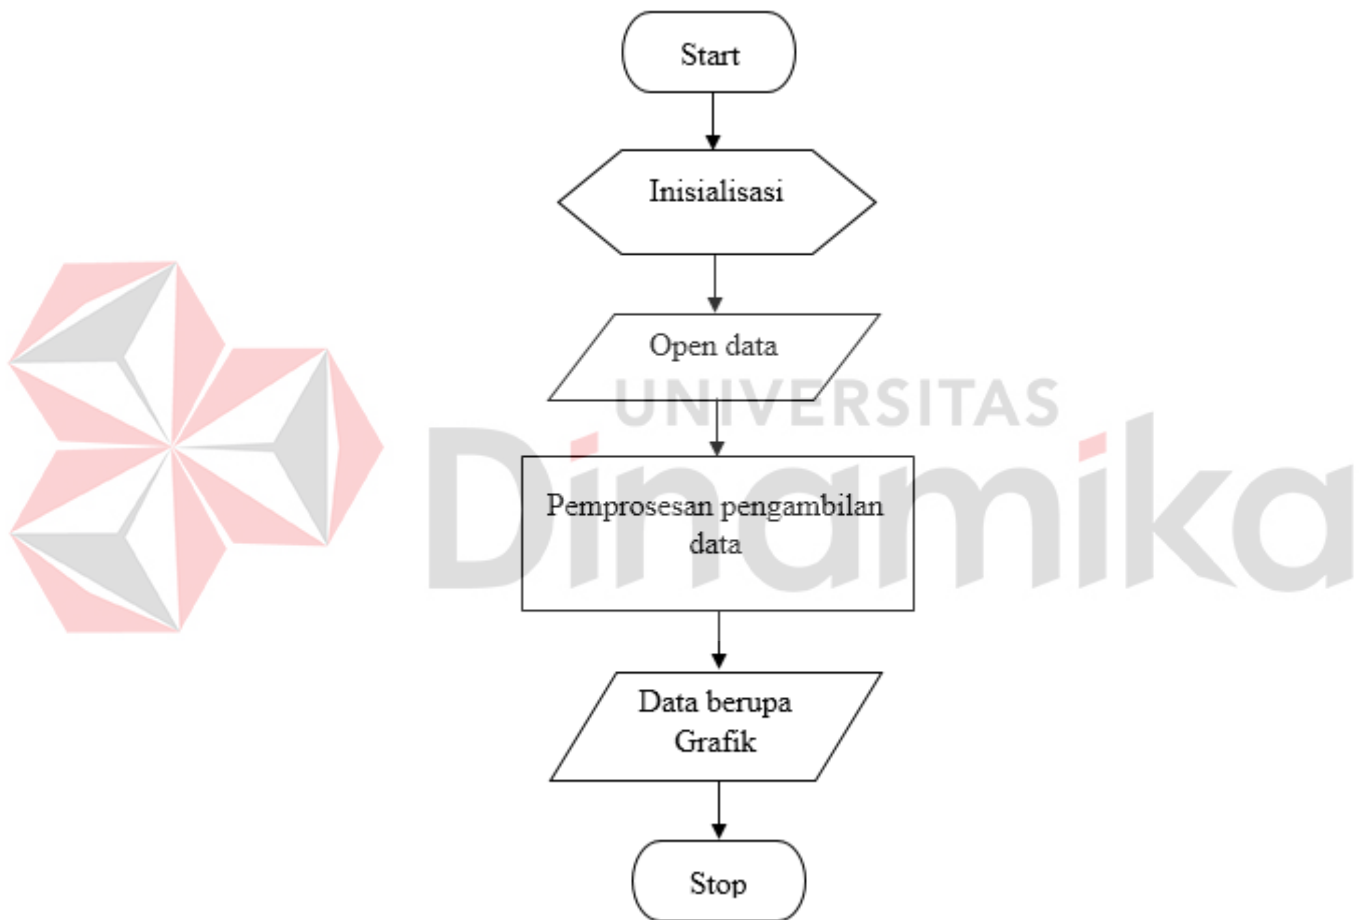 Start
Inisialisasi
Open data
UNIVERSITAS
Dinamika
Pemprosesan pengambilan
data
Data berupa
Grafik
Stop